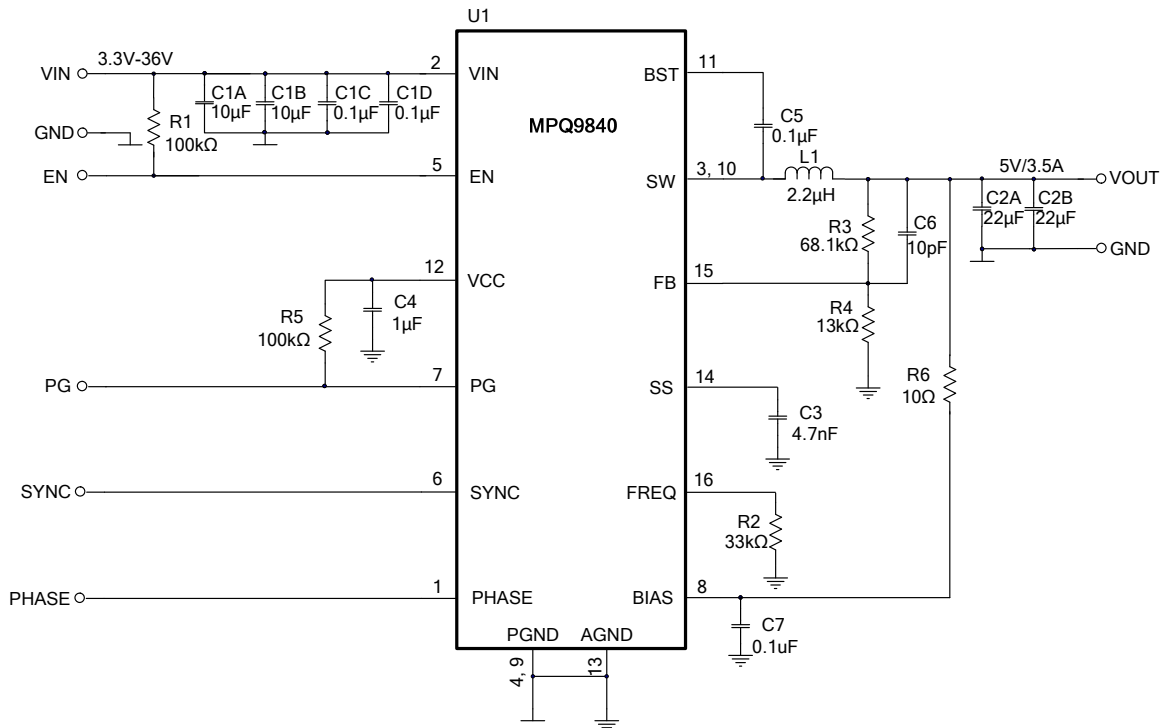 U1
VIN
3.3V-36V
2
VIN
C1A
10µF
C1B
10µF
C1C
0.1µF
C1D
0.1µF
R1
100kΩ
GND
EN
5
EN
MPQ9840
BST
11
C5
0.1µF
SW
3, 10
L1
2.2µH
5V/3.5A
VOUT
C2A
22µF
C2B
22µF
GND
R3
68.1kΩ
C6
10pF
12
VCC
FB
15
C4
1µF
R5
100kΩ
R4
13kΩ
PG
7
PG
SS
14
C3
4.7nF
R6
10Ω
SYNC
6
SYNC
FREQ
16
R2
33kΩ
PHASE
1
PHASE
BIAS
8
C7
0.1uF
PGND
AGND
4, 9
13